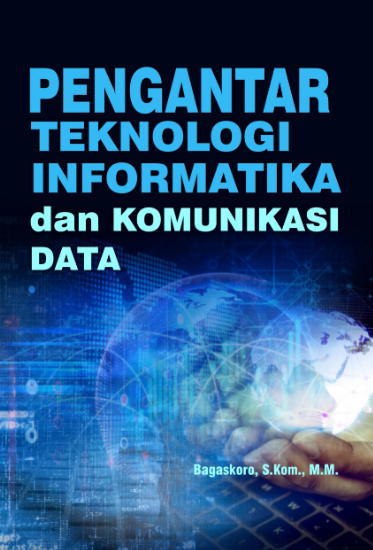 PENGANTAR
TEKNOLOGI
INFORMATIKA
dan KOMUNIKASI
DATA
Bagaskoro, S.Kom., M.M.